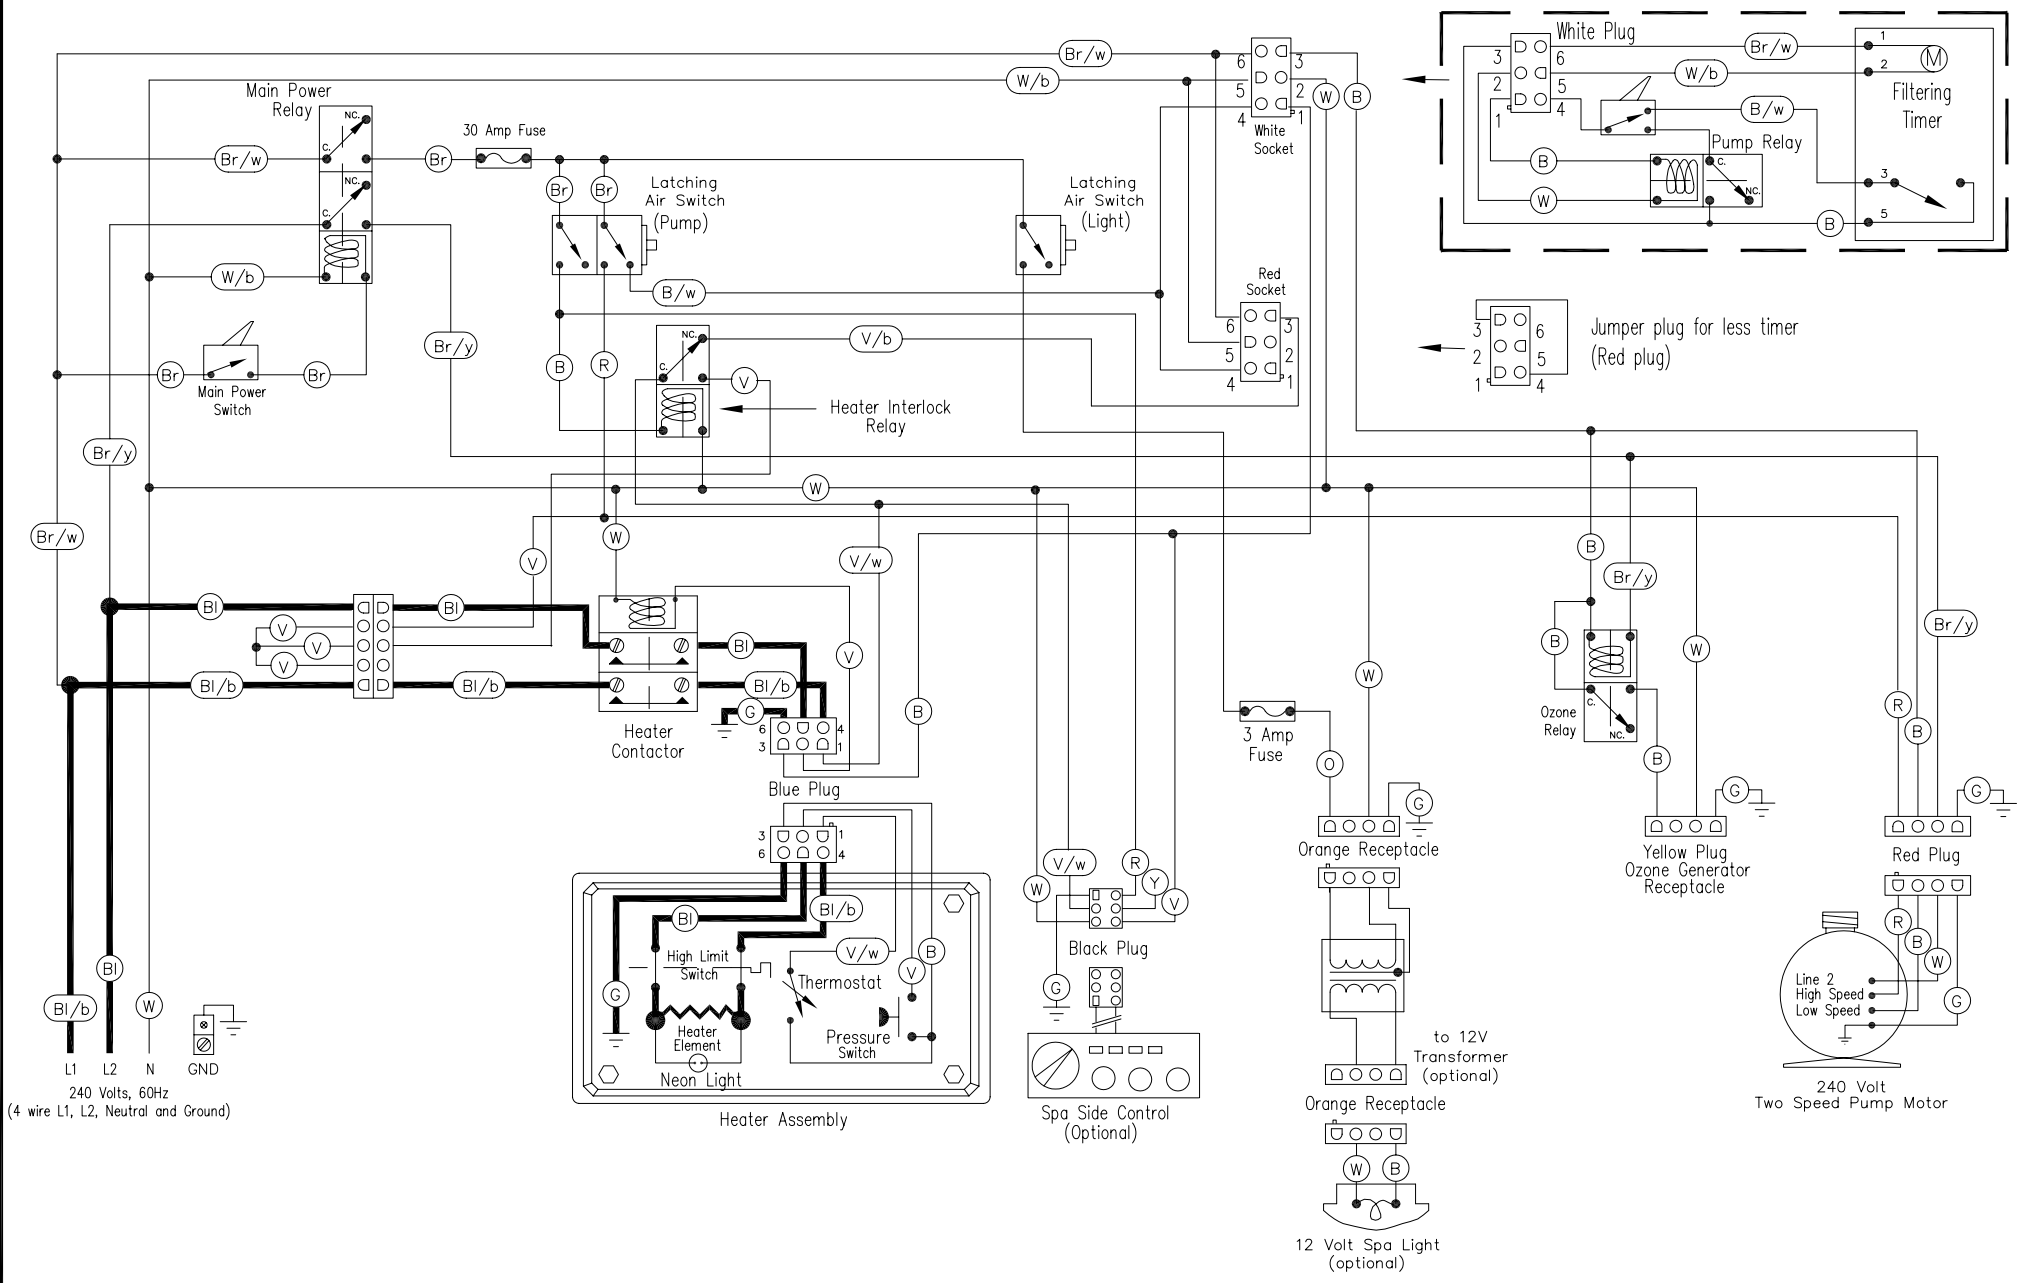 Br/w
W/b
6
5
4
3
2
1
White
Socket
W
B
White Plug
3
2
1
6
5
4
Br/w
W/b
B/w
1
2
M
Filtering
Timer
3
5
Pump Relay
C.
NC.
B
W
B
Main Power
Relay
NC.
C.
NC.
C.
Br/w
Br
30 Amp Fuse
Br
Br
Latching
Air Switch
(Pump)
Latching
Air Switch
(Light)
W/b
B/w
Red
Socket
6
5
4
3
2
1
3
2
1
6
5
4
Jumper plug for less timer
(Red plug)
Br/y
Br
Br
Main Power
Switch
B
R
NC.
C.
V/b
V
Heater Interlock
Relay
Br/y
Br/w
W
W
V
V/w
B
Br/y
Br/y
Bl
Bl
V
V
V
Bl/b
Bl/b
Bl
Bl/b
G
V
B
Heater
Contactor
6
4
3
1
Blue Plug
B
C.
NC.
Ozone
Relay
B
W
W
3 Amp
Fuse
O
G
Orange Receptacle
G
Yellow Plug
Ozone Generator
Receptacle
R
B
G
Red Plug
3
1
6
4
Bl
Bl/b
High Limit
Switch
V/w
V
B
Thermostat
G
Heater
Element
Pressure
Switch
Neon Light
Heater Assembly
V/w
R
Y
V
W
Black Plug
G
Spa Side Control
(Optional)
to 12V
Transformer
(optional)
Orange Receptacle
W
B
12 Volt Spa Light
(optional)
R
B
W
G
Line 2
High Speed
Low Speed
240 Volt
Two Speed Pump Motor
Bl
Bl/b
W
L1
L2
N
GND
240 Volts, 60Hz
(4 wire L1, L2, Neutral and Ground)